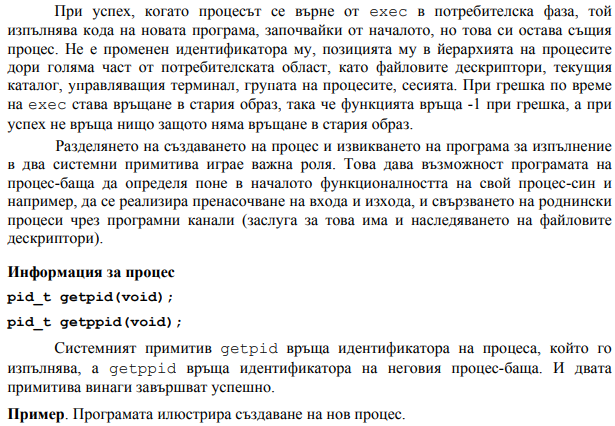 При успех, когато процесът се върне от exec в потребителска фаза, той
изпълнява кода на новата програма, започвайки от началото, но това си остава същия
процес. Не е променен идентификатора му, позицията му в йерархията на процесите
дори голяма част от потребителската област, като файловите дескриптори, текущия
каталог, управляващия терминал, групата на процесите, сесията. При грешка по време
на exec става връщане в стария образ, така че функцията връща -1 при грешка, а при
успех не връща нищо защото няма връщане в стария образ.
Разделянето на създаването на процес и извикването на програма за изпълнение
в два системни примитива играе важна роля. Това дава възможност програмата на
процес-баща да определя поне в началото функционалността на свой процес-син и
например, да се реализира пренасочване на входа и изхода, и свързването на роднински
процеси чрез програмни канали (заслуга за това има и наследяването на файловите
дескриптори).
Информация за процес
pid_t getpid(void);
pid_t getppid(void);
Системният примитив getpid връща идентификатора на процеса, който го
изпълнява, а getppid връща идентификатора на неговия процес-баща. И двата
примитива винаги завършват успешно.
Пример. Програмата илюстрира създаване на нов процес.